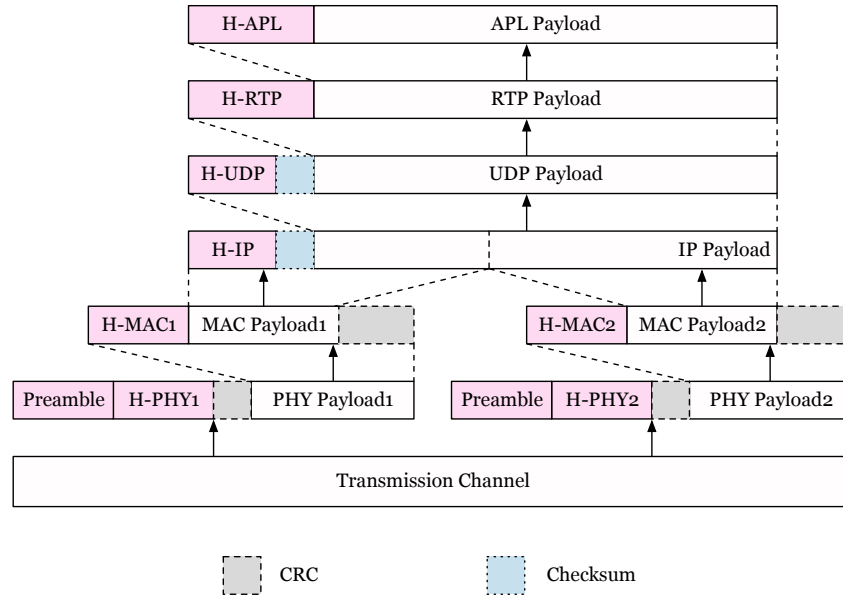 H-APL APL Payload
H-RTP RTP Payload
H-UDP UDP Payload
H-IP IP Payload
H-MAC1 MAC Payload1 H-MAC2 MAC Payload2
Preamble H-PHY1 PHY Payload1 Preamble H-PHY2 PHY Payload2
Transmission Channel
CRC Checksum